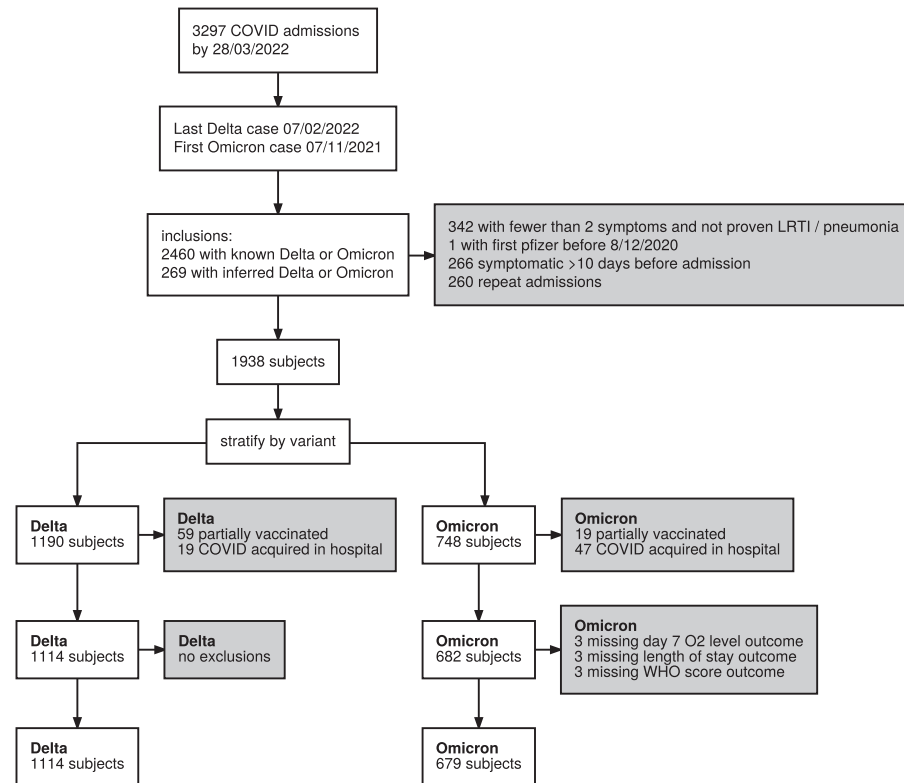 3297 COVID admissions
by 28/03/2022
Last Delta case 07/02/2022
First Omicron case 07/11/2021
inclusions:
2460 with known Delta or Omicron
269 with inferred Delta or Omicron
342 with fewer than 2 symptoms and not proven LRTI / pneumonia
1 with first pfizer before 8/12/2020
266 symptomatic >10 days before admission
260 repeat admissions
1938 subjects
stratify by variant
Delta
1190 subjects
Delta
59 partially vaccinated
19 COVID acquired in hospital
Omicron
748 subjects
Omicron
19 partially vaccinated
47 COVID acquired in hospital
Delta
1114 subjects
Delta
no exclusions
Omicron
682 subjects
Omicron
3 missing day 7 O2 level outcome
3 missing length of stay outcome
3 missing WHO score outcome
Delta
1114 subjects
Omicron
679 subjects